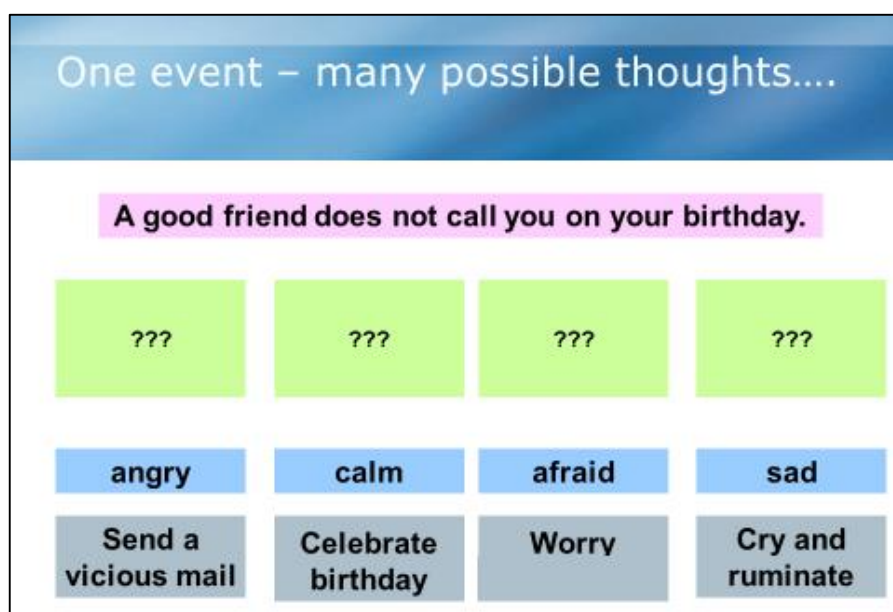 One event – many possible thoughts....
A good friend does not call you on your birthday.
???
???
???
???
angry
calm
afraid
sad
Send a
vicious mail
Celebrate
birthday
Worry
Cry and
ruminate